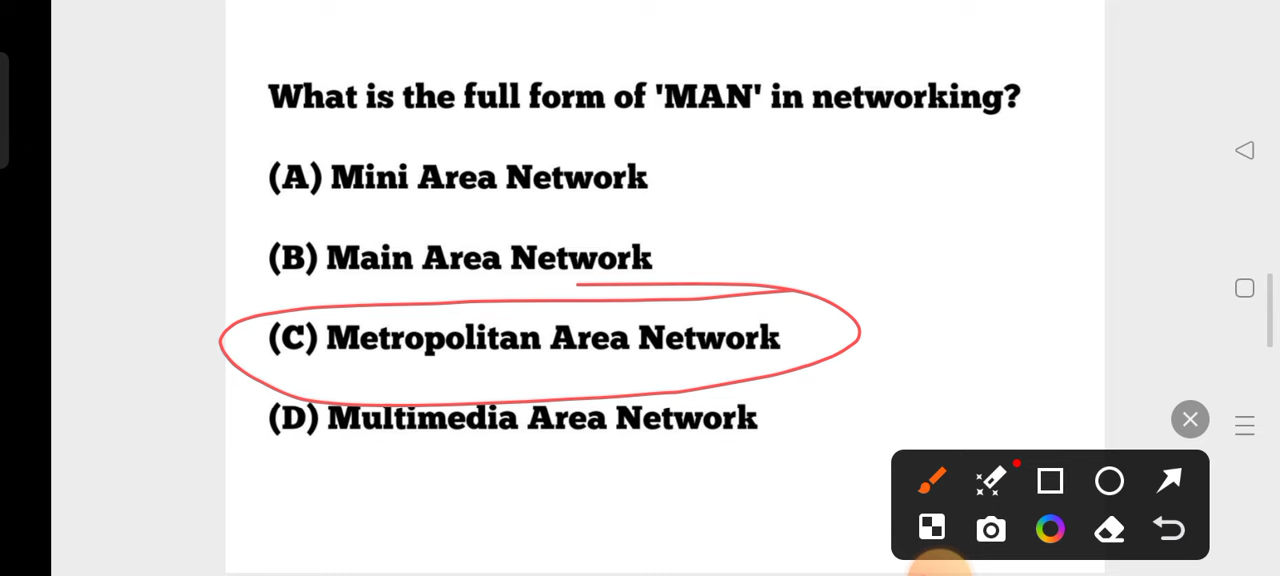 What is the full form of 'MAN' in networking?
(A) Mini Area Network
(B) Main Area Network
(C) Metropolitan Area Network
(D) Multimedia Area Network